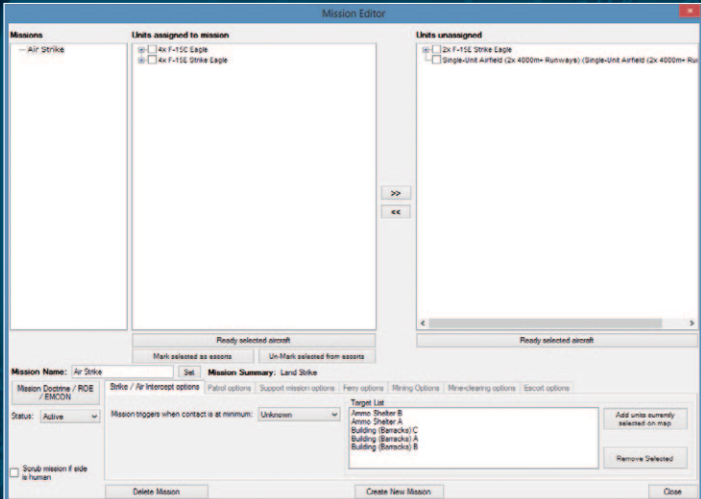 Mission Editor
Missions
Air Strike
Units assigned to mission
4x F-15C Eagle
4x F-15E Strike Eagle
>>
<<
Units unassigned
2x F-15E Strike Eagle
Single-Unit Airfield (2x 4000m+ Runways) (Single-Unit Airfield (2x 4000m+ Run
Ready selected aircraft
Ready selected aircraft
Mark selected as escorts
Un-Mark selected from escorts
Mission Name: Air Strike
Set
Mission Summary: Land Strike
Mission Doctrine / ROE
/ EMCON
Status: Active
Scrub mission if side
is human
Strike / Air Intercept options
Patrol options
Support mission options
Ferry options
Mining Options
Mine-clearing options
Escort options
Mission triggers when contact is at minimum: Unknown
Target List
Ammo Shelter B
Ammo Shelter A
Building (Barracks) C
Building (Barracks) A
Building (Barracks) B
Add units currently
selected on map
Remove Selected
Delete Mission
Create New Mission
Close